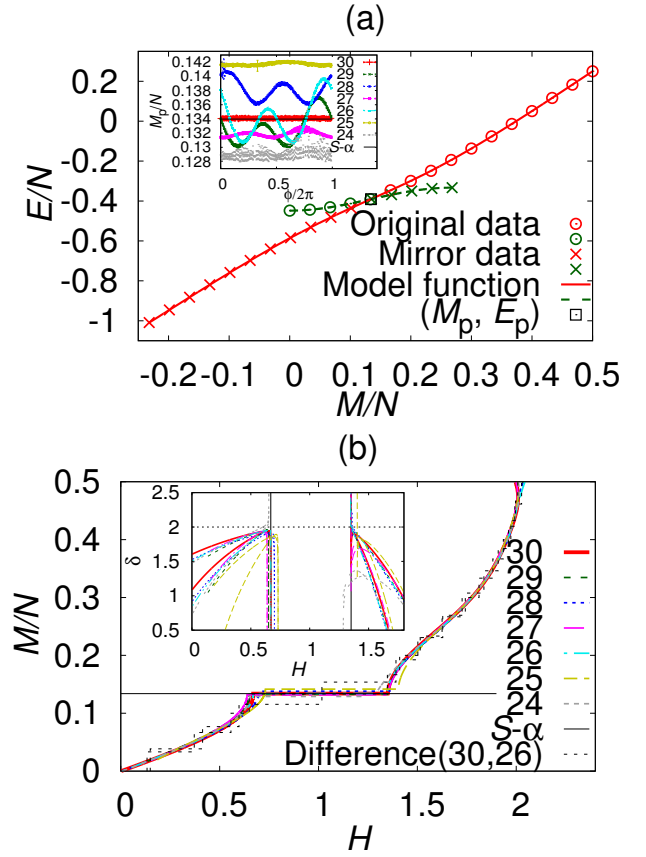 (a)
E/N
0.2
0
-0.2
-0.4
-0.6
-0.8
-1
-0.2 -0.1 0 0.1 0.2 0.3 0.4 0.5
M/N
Original data
Mirror data
Model function
(Mp, Ep)
Mp/N
0.142
0.14
0.138
0.136
0.134
0.132
0.13
0.128
0 0.5 1
ϕ/2π
30
29
28
27
26
25
24
S-α
(b)
M/N
0.5
0.4
0.3
0.2
0.1
0
0 0.5 1 1.5 2
H
δ
2.5
2
1.5
1
0.5
0 0.5 1 1.5
H
30
29
28
27
26
25
24
S-α
Difference(30,26)